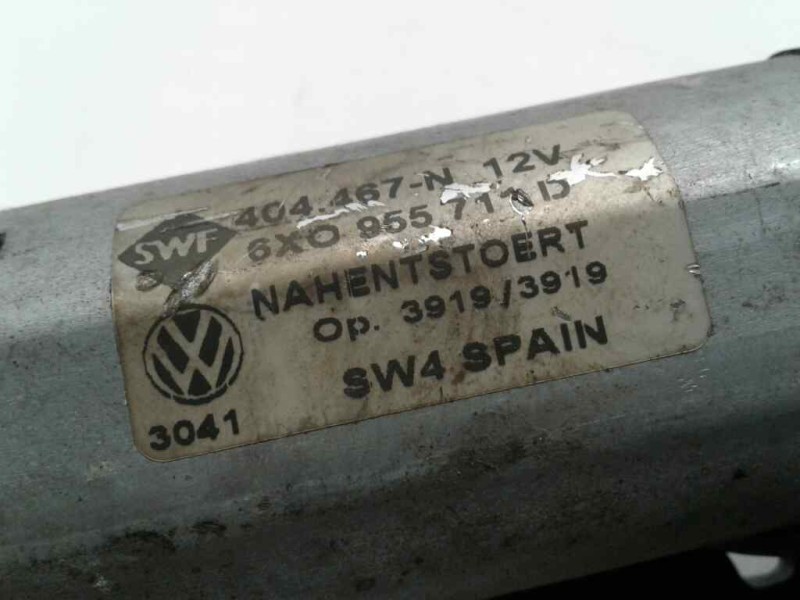 404.467-N 12V
SWF 6X0 955 711 D
NAHENTSTOERT
Op. 3919/3919
SW4 SPAIN
3041